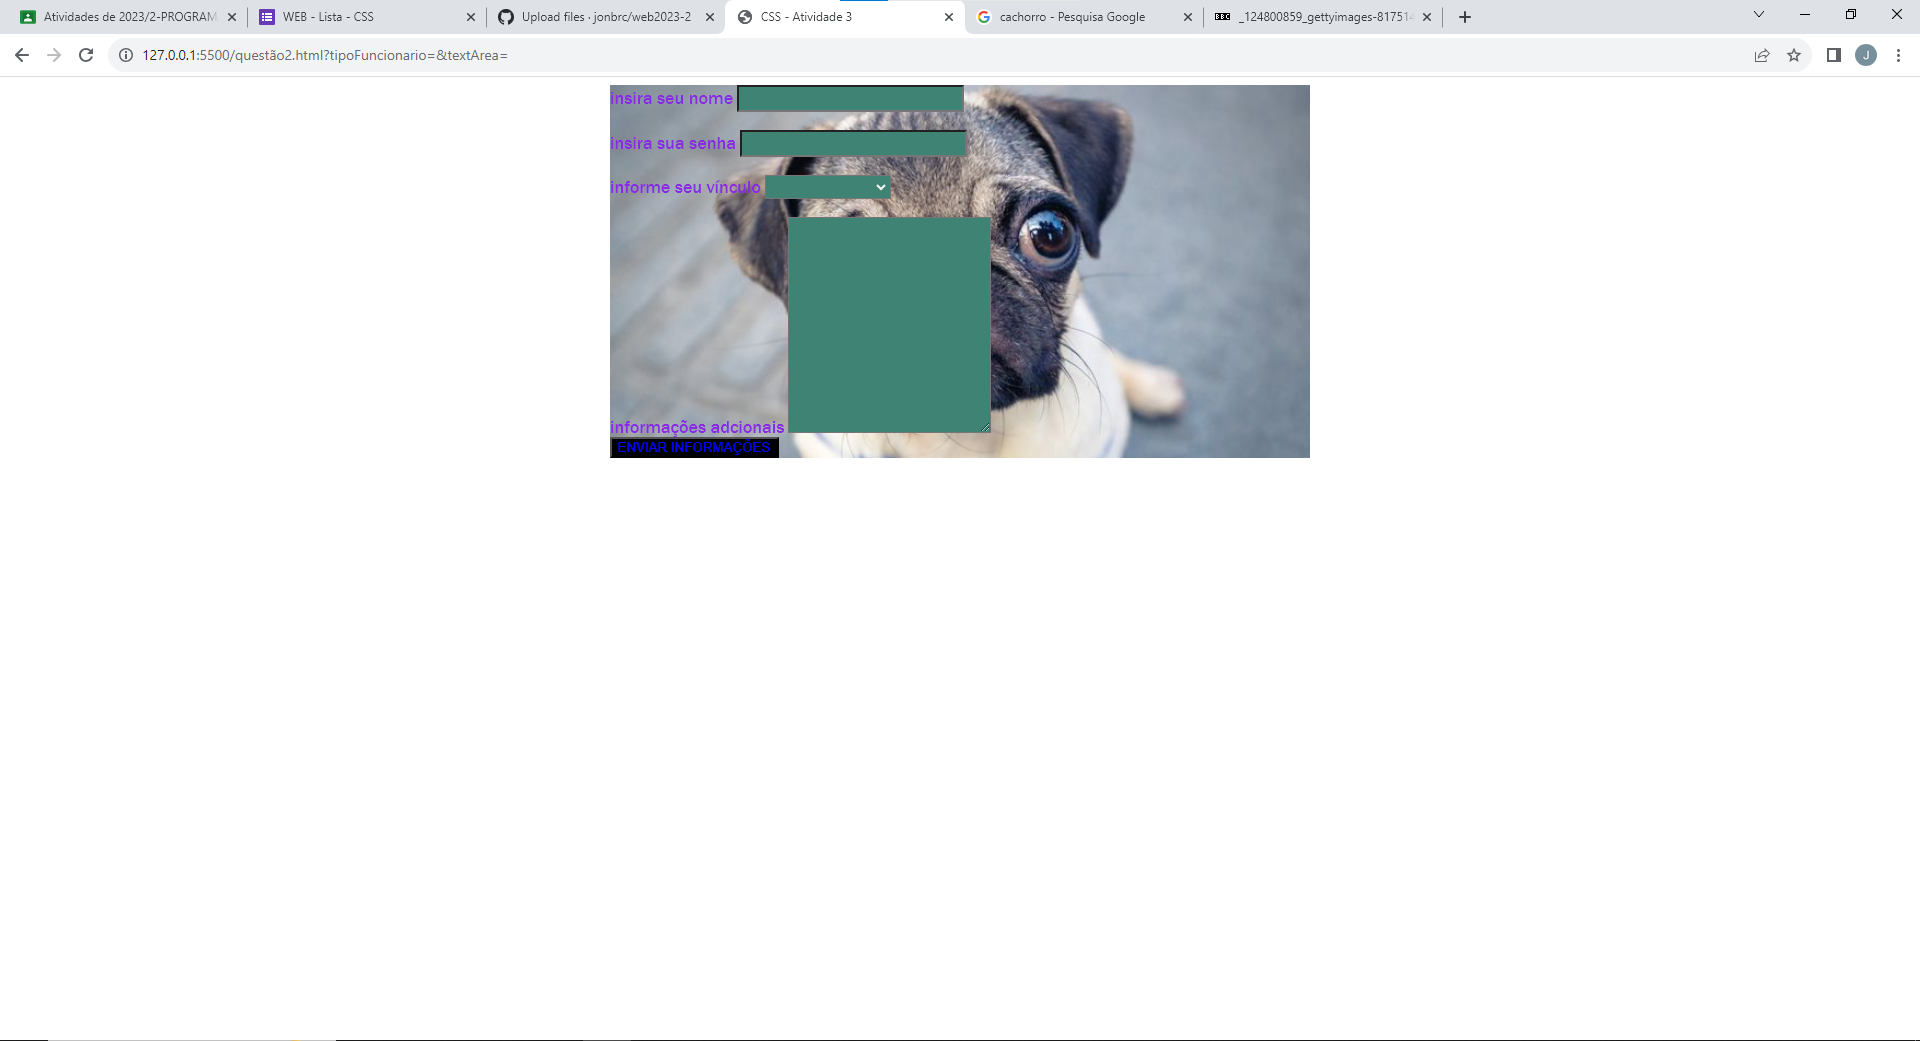 Atividades de 2023/2-PROGRAM
WEB - Lista - CSS
Upload files · jonbrc/web2023-2
CSS - Atividade 3
cachorro - Pesquisa Google
BBC
_124800859_gettyimages-81751
127.0.0.1:5500/questão2.html?tipoFuncionario=&textArea=
J
insira seu nome
insira sua senha
informe seu vínculo
informações adcionais
ENVIAR INFORMAÇÕES